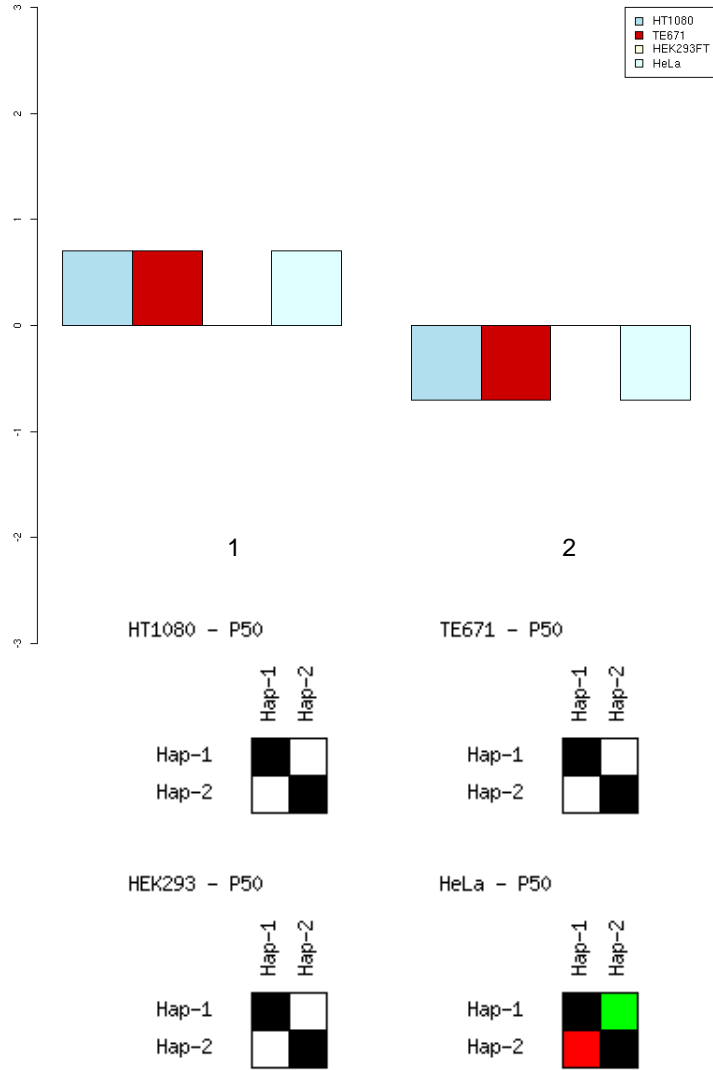 3
2
1
0
-1
-2
-3
HT1080
TE671
HEK293FT
HeLa
1
2
HT1080 - P50
TE671 - P50
Hap-1
Hap-2
Hap-1
Hap-2
Hap-1
Hap-2
Hap-1
Hap-2
HEK293 - P50
HeLa - P50
Hap-1
Hap-2
Hap-1
Hap-2
Hap-1
Hap-2
Hap-1
Hap-2